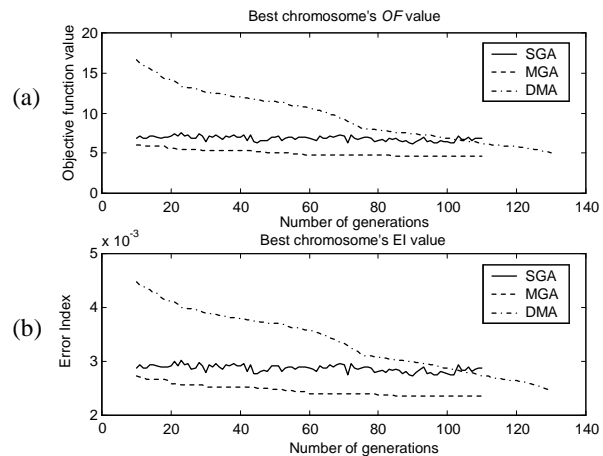 Best chromosome's OF value
(a)
Objective function value
20
15
10
5
0
SGA
MGA
DMA
0 20 40 60 80 100 120 140
Number of generations
x 10-3
Best chromosome's EI value
(b)
Error Index
5
4
3
2
SGA
MGA
DMA
0 20 40 60 80 100 120 140
Number of generations